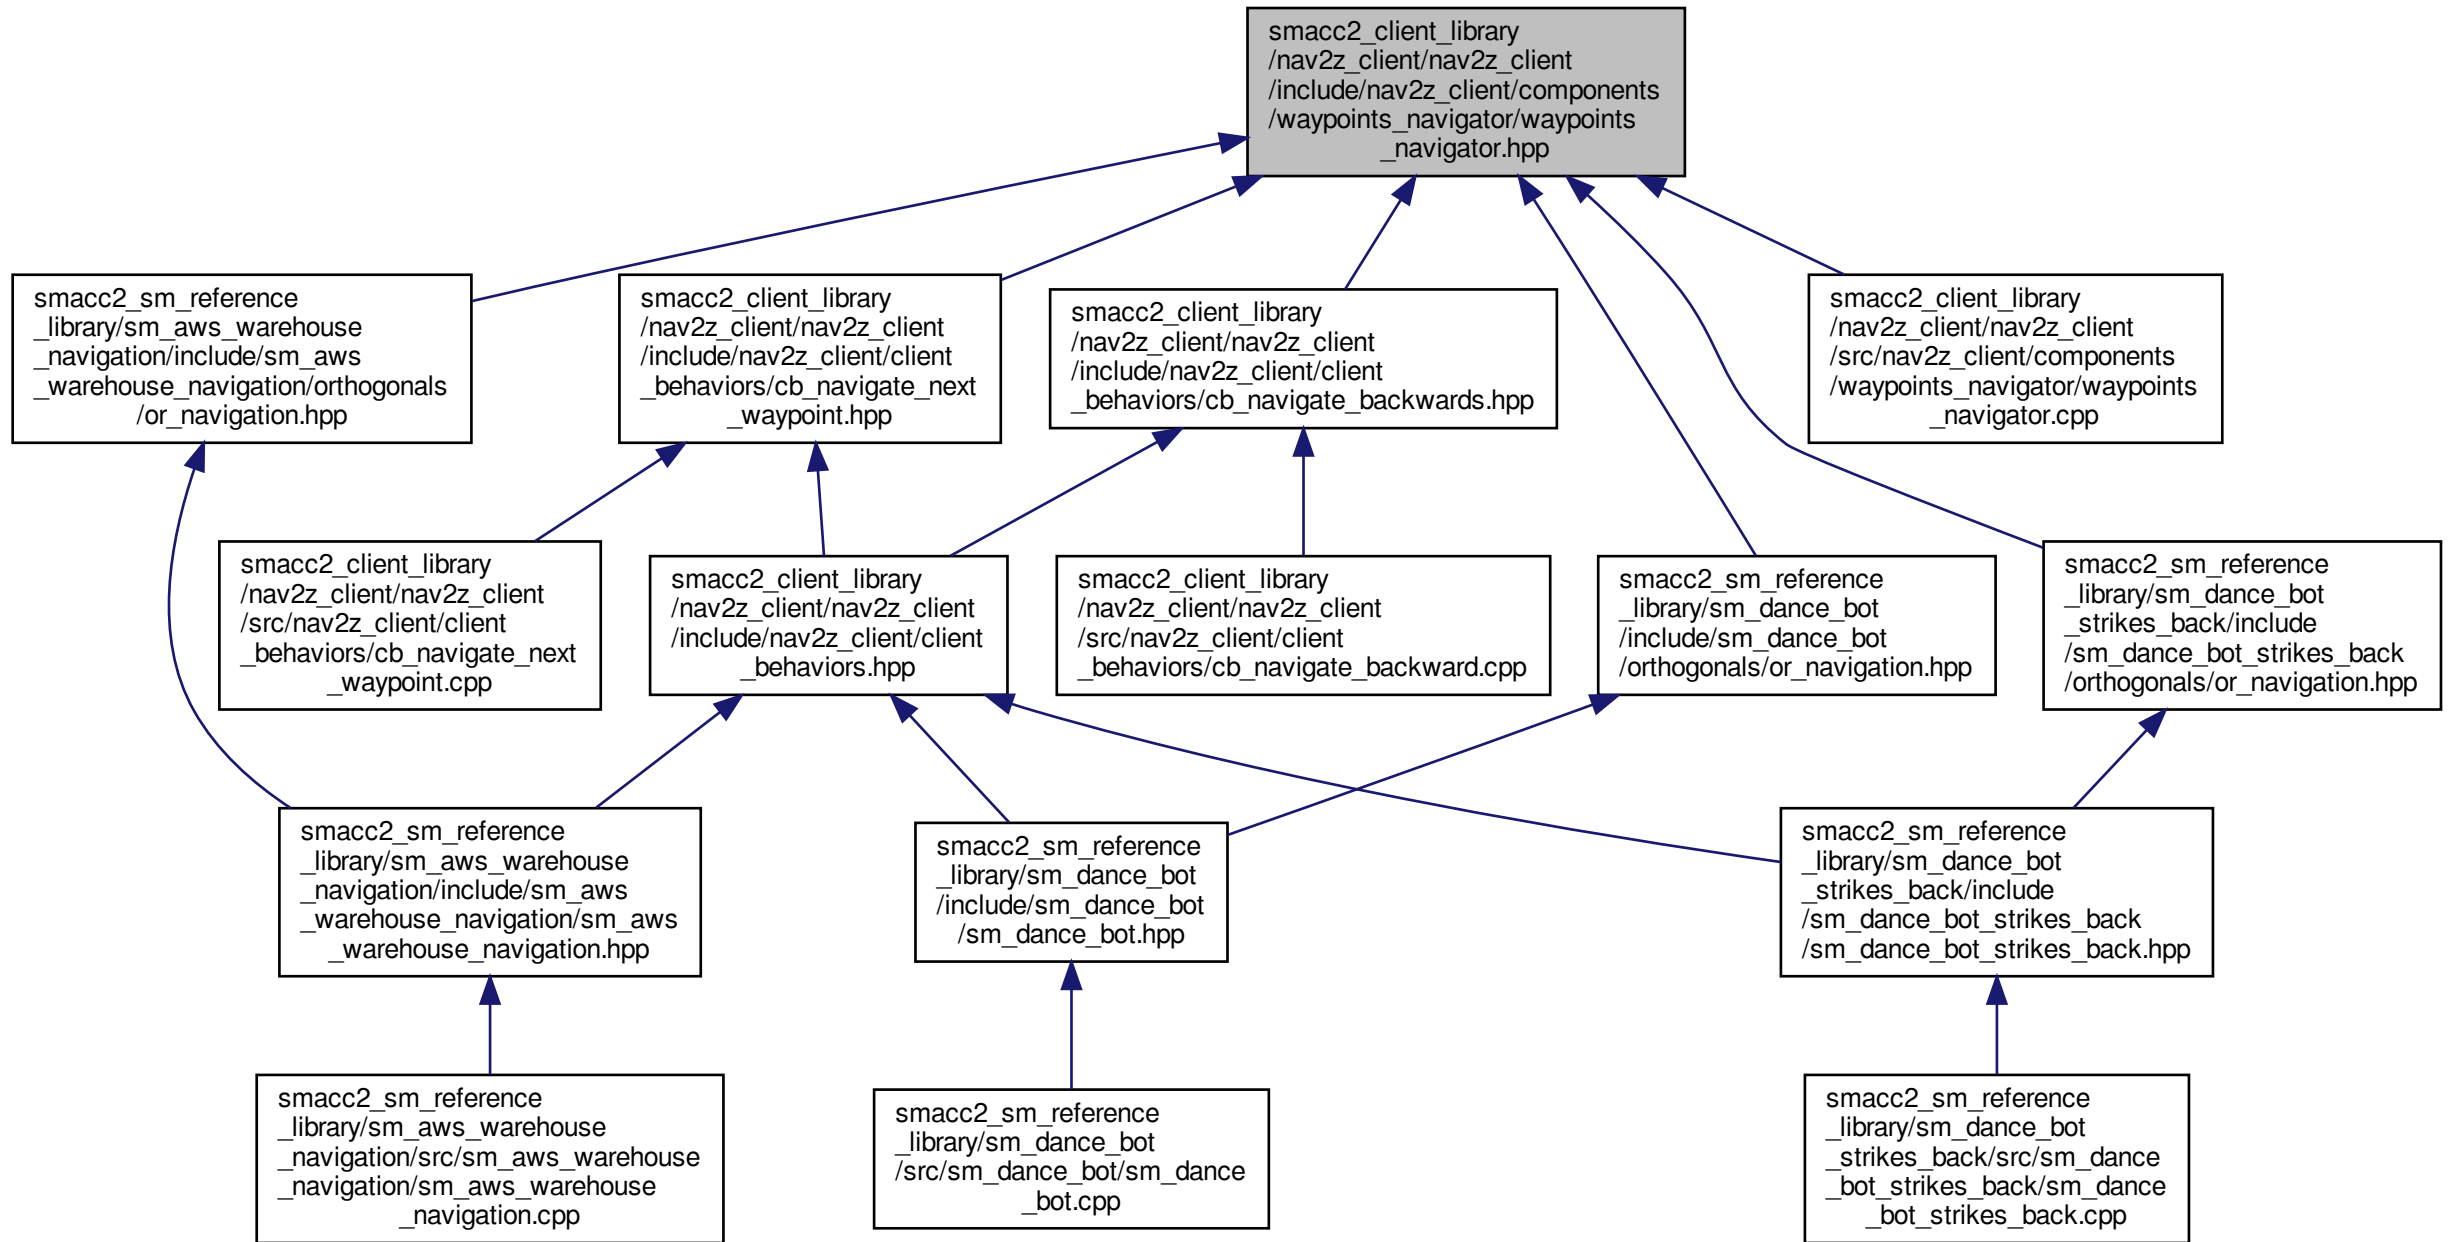 smacc2_client_library
/nav2z_client/nav2z_client
/include/nav2z_client/components
/waypoints_navigator/waypoints
_navigator.hpp
smacc2_sm_reference
_library/sm_aws_warehouse
_navigation/include/sm_aws
_warehouse_navigation/orthogonals
/or_navigation.hpp
smacc2_client_library
/nav2z_client/nav2z_client
/include/nav2z_client/client
_behaviors/cb_navigate_next
_waypoint.hpp
smacc2_client_library
/nav2z_client/nav2z_client
/include/nav2z_client/client
_behaviors/cb_navigate_backwards.hpp
smacc2_client_library
/nav2z_client/nav2z_client
/src/nav2z_client/components
/waypoints_navigator/waypoints
_navigator.cpp
smacc2_client_library
/nav2z_client/nav2z_client
/src/nav2z_client/client
_behaviors/cb_navigate_next
_waypoint.cpp
smacc2_client_library
/nav2z_client/nav2z_client
/include/nav2z_client/client
_behaviors.hpp
smacc2_client_library
/nav2z_client/nav2z_client
/src/nav2z_client/client
_behaviors/cb_navigate_backward.cpp
smacc2_sm_reference
_library/sm_dance_bot
/include/sm_dance_bot
/orthogonals/or_navigation.hpp
smacc2_sm_reference
_library/sm_dance_bot
_strikes_back/include
/sm_dance_bot_strikes_back
/orthogonals/or_navigation.hpp
smacc2_sm_reference
_library/sm_aws_warehouse
_navigation/include/sm_aws
_warehouse_navigation/sm_aws
_warehouse_navigation.hpp
smacc2_sm_reference
_library/sm_dance_bot
/include/sm_dance_bot
/sm_dance_bot.hpp
smacc2_sm_reference
_library/sm_dance_bot
_strikes_back/include
/sm_dance_bot_strikes_back
/sm_dance_bot_strikes_back.hpp
smacc2_sm_reference
_library/sm_aws_warehouse
_navigation/src/sm_aws_warehouse
_navigation/sm_aws_warehouse
_navigation.cpp
smacc2_sm_reference
_library/sm_dance_bot
/src/sm_dance_bot/sm_dance
_bot.cpp
smacc2_sm_reference
_library/sm_dance_bot
_strikes_back/src/sm_dance
_bot_strikes_back/sm_dance
_bot_strikes_back.cpp